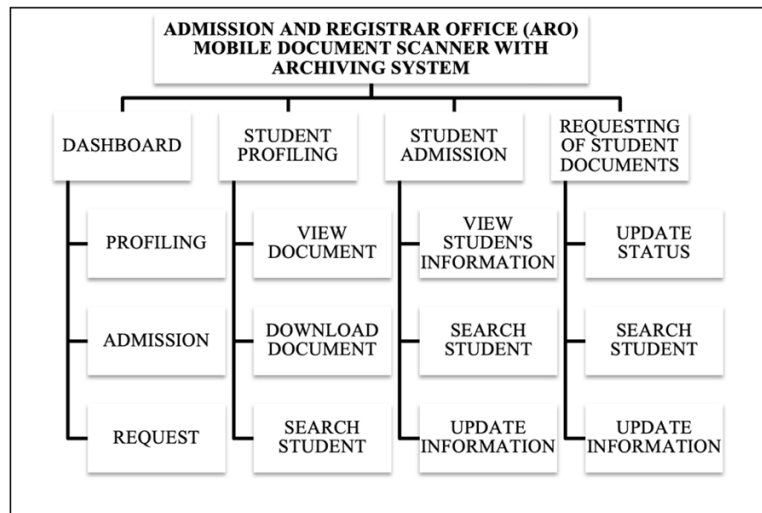 ADMISSION AND REGISTRAR OFFICE (ARO)
MOBILE DOCUMENT SCANNER WITH
ARCHIVING SYSTEM
DASHBOARD
PROFILING
ADMISSION
REQUEST
STUDENT
PROFILING
VIEW
DOCUMENT
DOWNLOAD
DOCUMENT
SEARCH
STUDENT
STUDENT
ADMISSION
VIEW
STUDEN'S
INFORMATION
SEARCH
STUDENT
UPDATE
INFORMATION
REQUESTING
OF STUDENT
DOCUMENTS
UPDATE
STATUS
SEARCH
STUDENT
UPDATE
INFORMATION